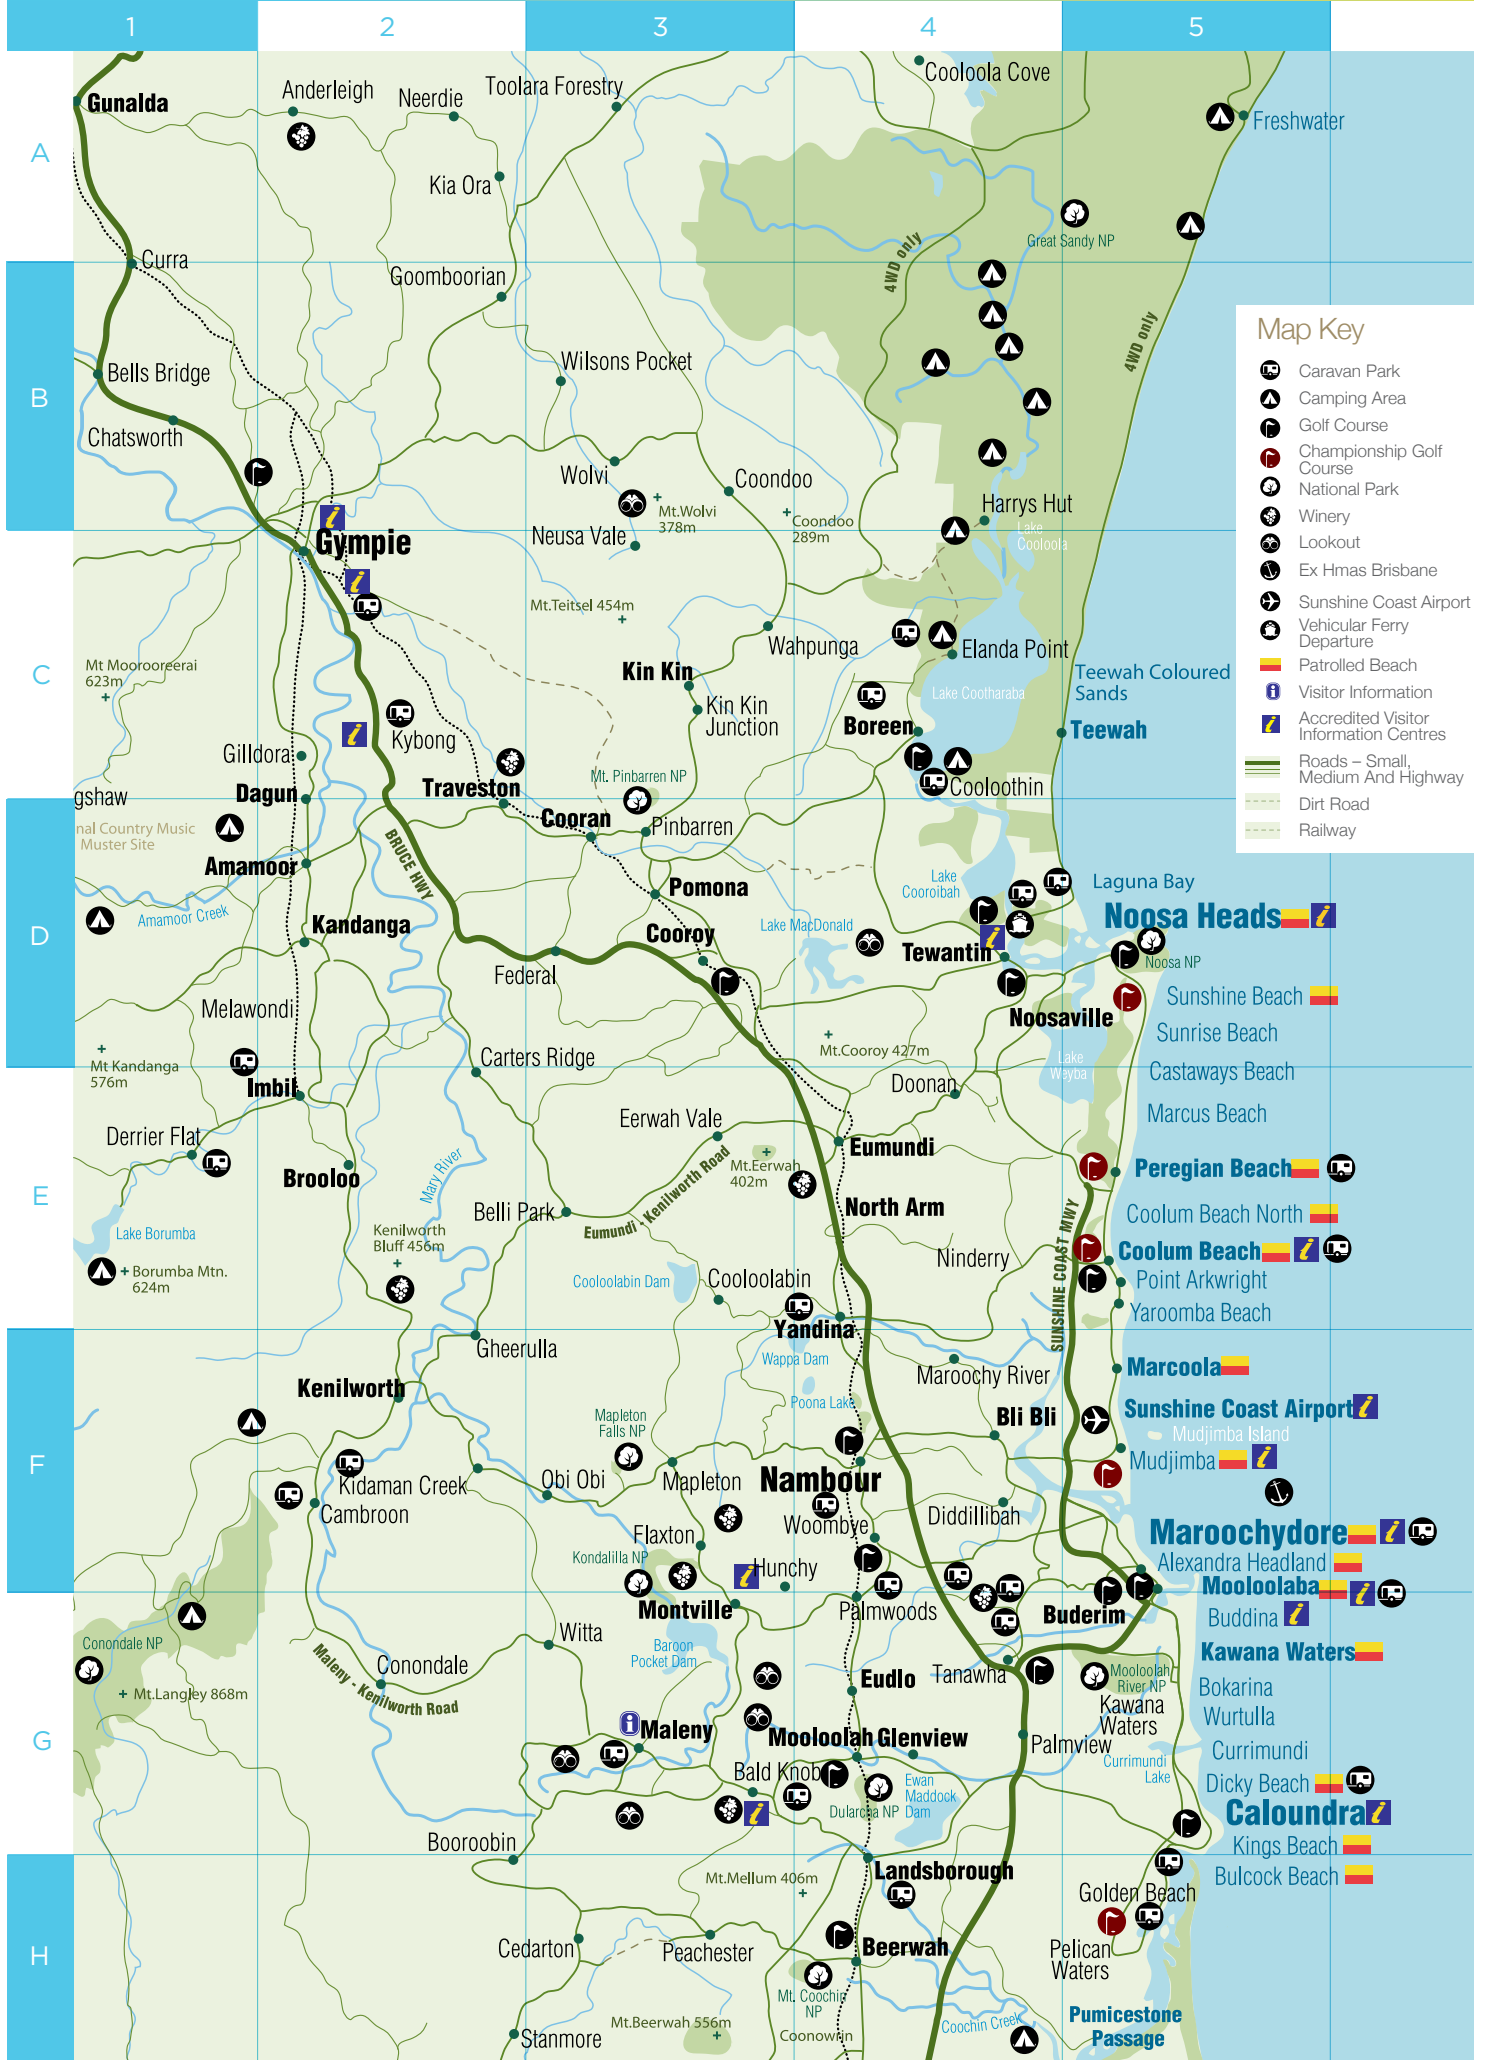 1
2
3
4
5
A
B
C
D
E
F
G
H
Cooloola Cove
Toolara Forestry
Anderleigh
Neerdie
Gunalda
Freshwater
Kia Ora
Great Sandy NP
4WD only
Curra
Goomboorian
4WD only
Map Key
Caravan Park
Camping Area
Golf Course
Championship Golf
Course
National Park
Winery
Lookout
Ex Hmas Brisbane
Sunshine Coast Airport
Vehicular Ferry
Departure
Patrolled Beach
Visitor Information
Accredited Visitor
Information Centres
Roads – Small,
Medium And Highway
Dirt Road
Railway
Bells Bridge
Wilsons Pocket
Chatsworth
Wolvi
Coondoo
Mt.Wolvi
378m
Coondoo
289m
Harrys Hut
Neusa Vale
Gympie
Lake
Cooloola
Mt.Teitsel 454m
Wahpunga
Elanda Point
Mt Moorooreerai
623m
Kin Kin
Kin Kin
Junction
Lake Cootharaba
Teewah Coloured
Sands
Boreen
Teewah
Kybong
Gilldora
Mt. Pinbarren NP
Traveston
Cooloothin
Dagun
gshaw
Cooran
Pinbarren
nal Country Music
Muster Site
BRUCE HWY
Amamoor
Lake
Cooroibah
Laguna Bay
Pomona
Amamoor Creek
Noosa Heads
Kandanga
Lake MacDonald
Cooroy
Tewantin
Federal
Noosa NP
Sunshine Beach
Melawondi
Noosaville
Sunrise Beach
Mt Kandanga
576m
Carters Ridge
Mt.Cooroy 427m
Lake
Weyba
Castaways Beach
Imbil
Doonan
Marcus Beach
Eerwah Vale
Derrier Flat
Eumundi
Brooloo
Mary River
Mt.Eerwah
402m
Peregian Beach
Eumundi - Kenilworth Road
Belli Park
North Arm
Coolum Beach North
Lake Borumba
Kenilworth
Bluff 456m
SUNSHINE COAST MWY
Ninderry
Coolum Beach
Borumba Mtn.
624m
Cooloolabin Dam
Cooloolabin
Point Arkwright
Yaroomba Beach
Yandina
Gheerulla
Wappa Dam
Maroochy River
Marcoola
Kenilworth
Poona Lake
Mapleton
Falls NP
Bli Bli
Sunshine Coast Airport
Mudjimba Island
Mudjimba
Kidaman Creek
Obi Obi
Mapleton
Nambour
Cambroon
Diddillibah
Flaxton
Woombye
Maroochydore
Kondalilla NP
Hunchy
Alexandra Headland
Mooloolaba
Montville
Palmwoods
Buderim
Buddina
Conondale NP
Witta
Baroon
Pocket Dam
Kawana Waters
Maleny - Kenilworth Road
Conondale
Tanawha
Mooloolah
River NP
Bokarina
Mt.Langley 868m
Eudlo
Kawana
Waters
Wurtulla
Maleny
Mooloolah
Glenview
Palmview
Currimundi
Currimundi
Lake
Bald Knob
Ewan
Maddock
Dam
Dicky Beach
Dularcha NP
Caloundra
Booroobin
Kings Beach
Landsborough
Bulcock Beach
Mt.Mellum 406m
Golden Beach
Cedarton
Peachester
Beerwah
Pelican
Waters
Mt. Coochin
NP
Mt.Beerwah 556m
Coonowrin
Coochin Creek
Pumicestone
Passage
Stanmore